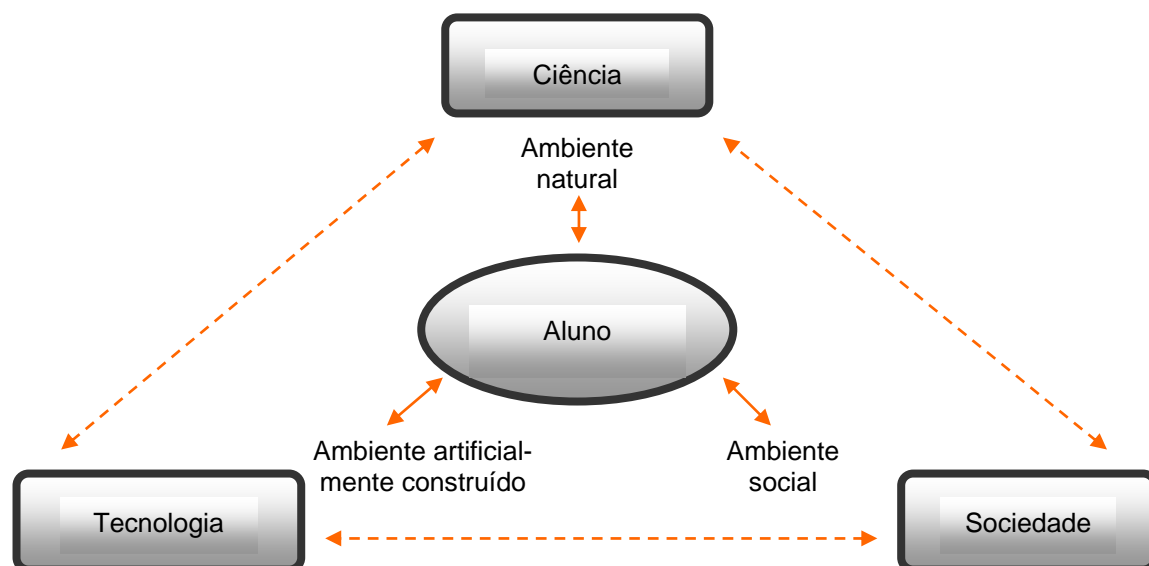 Ciência
Ambiente
natural
Aluno
Ambiente artificial-
mente construído
Ambiente
social
Tecnologia
Sociedade